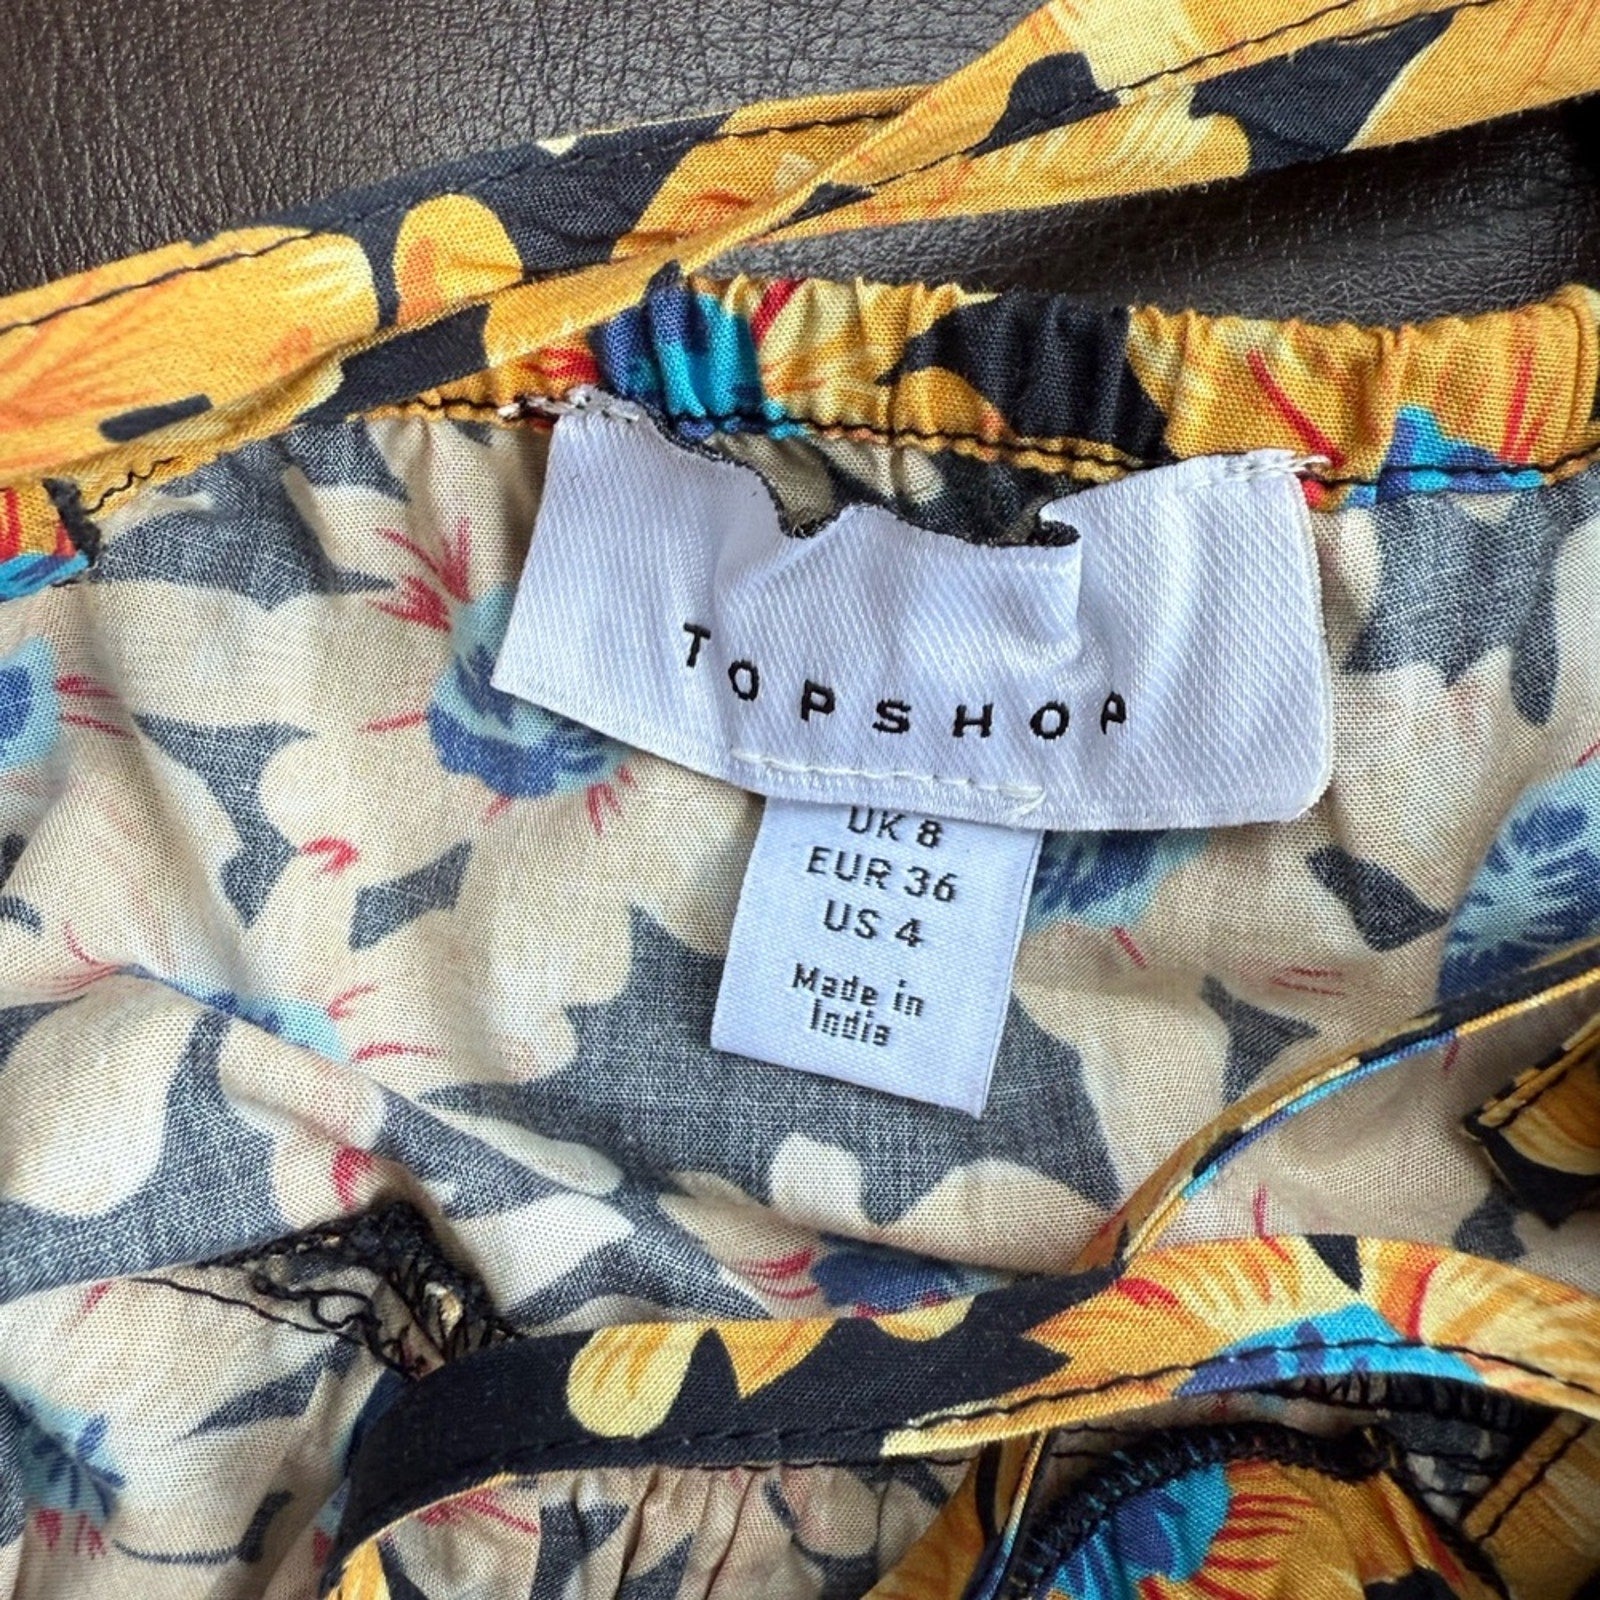 TOPSHOP
UK 8
EUR 36
US 4
Made in
India